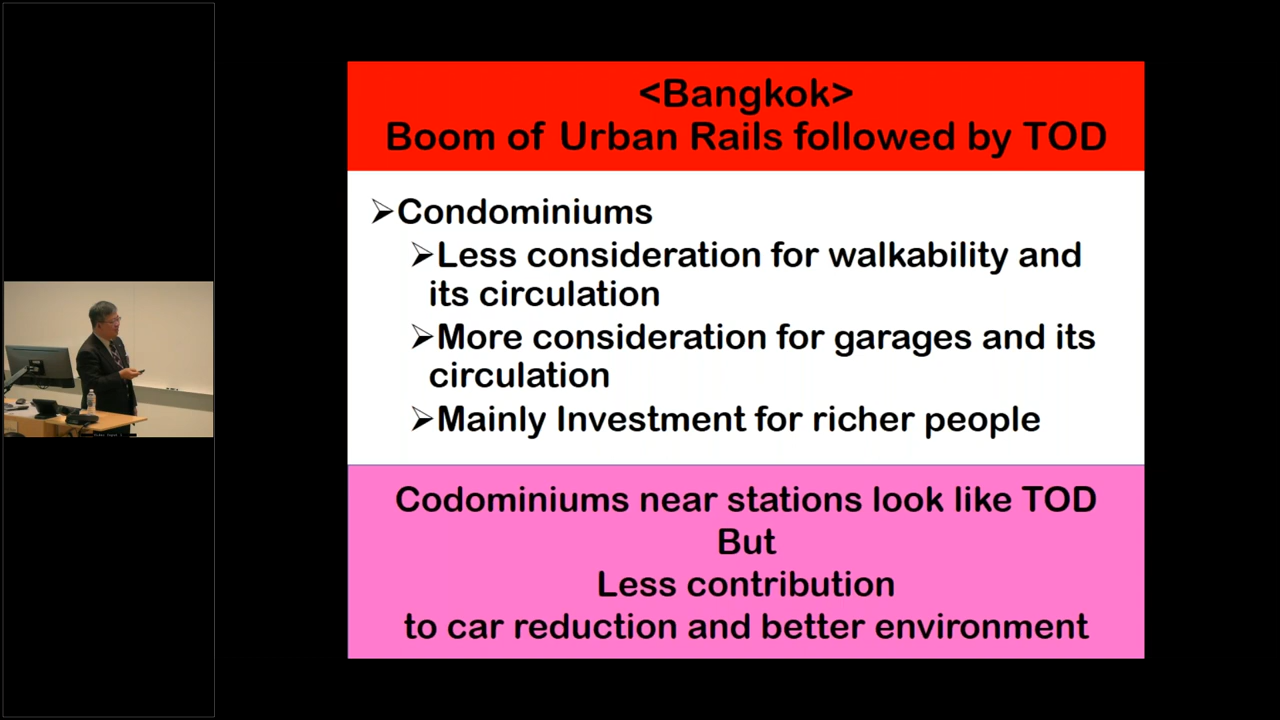 <Bangkok>
Boom of Urban Rails followed by TOD
➢Condominiums
➢Less consideration for walkability and
its circulation
➢More consideration for garages and its
circulation
➢Mainly Investment for richer people
Codominiums near stations look like TOD
But
Less contribution
to car reduction and better environment